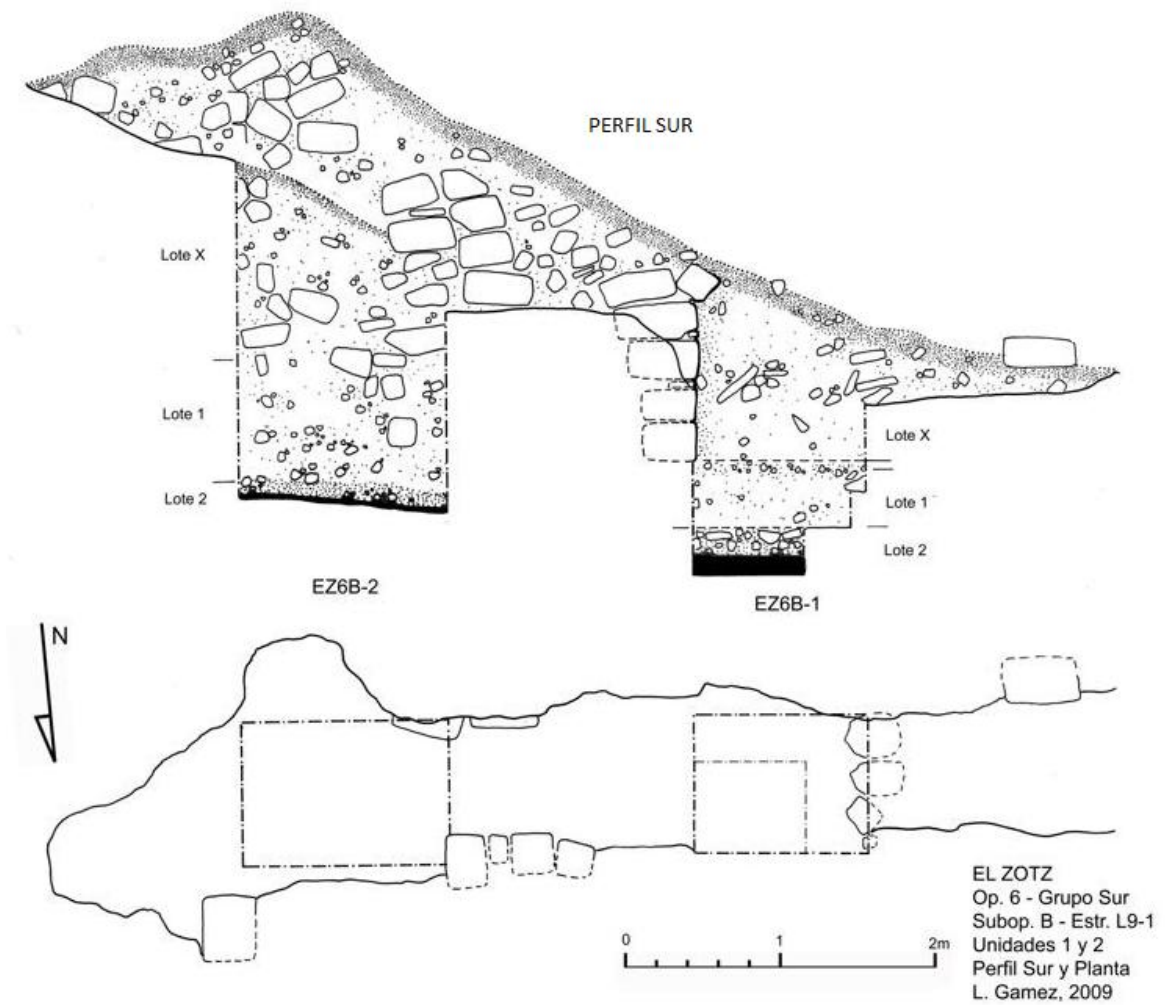 PERFIL SUR
Lote X
Lote 1
Lote 2
Lote X
Lote 1
Lote 2
EZ6B-2
EZ6B-1
N
0 1 2m
EL ZOTZ
Op. 6 - Grupo Sur
Subop. B - Estr. L9-1
Unidades 1 y 2
Perfil Sur y Planta
L. Gamez, 2009